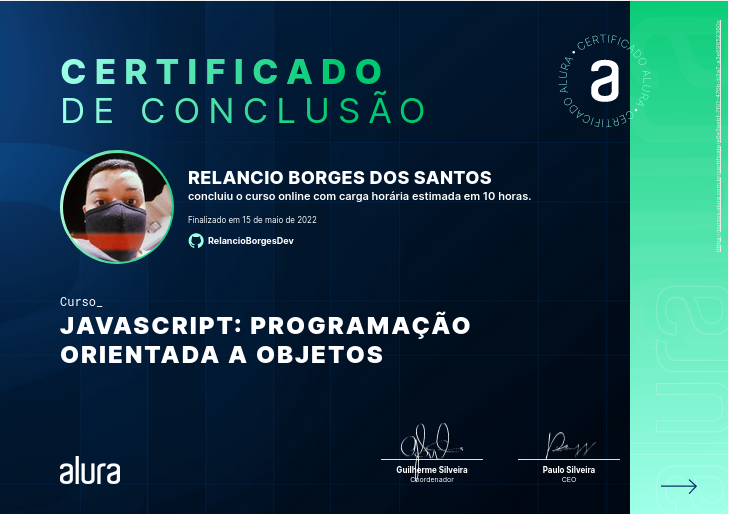 CERTIFICADO
DE CONCLUSÃO
CERTIFICADO ALURA • CERTIFICADO ALURA •
a
RELANCIO BORGES DOS SANTOS
concluiu o curso online com carga horária estimada em 10 horas.
Finalizado em 15 de maio de 2022
RelancioBorgesDev
Curso_
JAVASCRIPT: PROGRAMAÇÃO
ORIENTADA A OBJETOS
alura
Guilherme Silveira
Coordenador
Paulo Silveira
CEO
alura